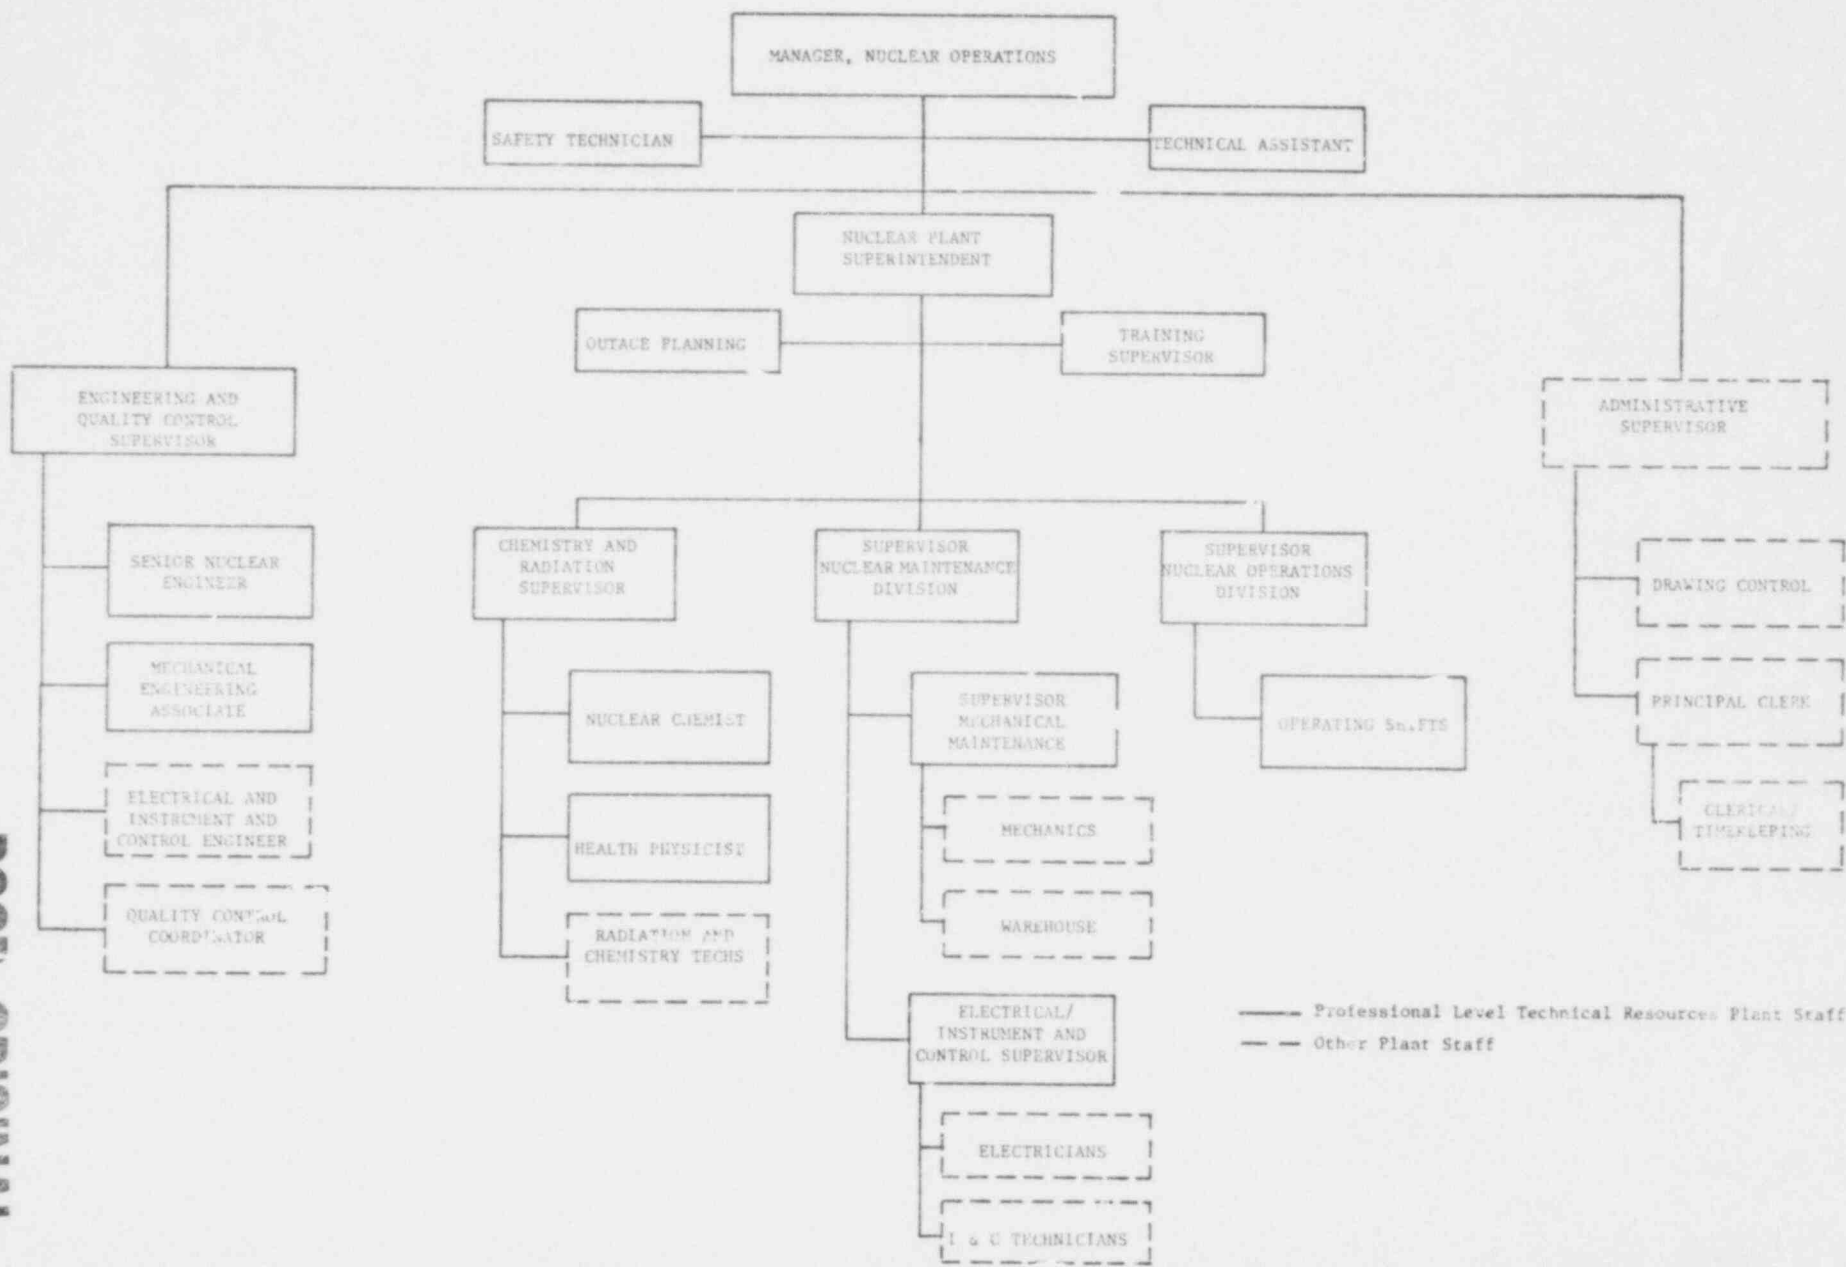 MANAGER, NUCLEAR OPERATIONS
SAFETY TECHNICIAN
TECHNICAL ASSISTANT
NUCLEAR PLANT
SUPERINTENDENT
OUTACE PLANNING
TRAINING
SUPERVISOR
ENGINEERING AND
QUALITY CONTROL
SUPERVISOR
ADMINISTRATIVE
SUPERVISOR
SENIOR NUCLEAR
ENGINEER
MECHANICAL
ENGINEERING
ASSOCIATE
ELECTRICAL AND
INSTRUMENT AND
CONTROL ENGINEER
QUALITY CONTROL
COORDINATOR
CHEMISTRY AND
RADIATION
SUPERVISOR
NUCLEAR CHEMIST
HEALTH PHYSICIST
RADIATION AND
CHEMISTRY TECHS
SUPERVISOR
NUCLEAR MAINTENANCE
DIVISION
SUPERVISOR
MECHANICAL
MAINTENANCE
MECHANICS
WAREHOUSE
ELECTRICAL/
INSTRUMENT AND
CONTROL SUPERVISOR
ELECTRICIANS
I & C TECHNICIANS
SUPERVISOR
NUCLEAR OPERATIONS
DIVISION
OPERATING
DRAWING CONTROL
PRINCIPAL CLERK
CLERICAL/
TIMEKEEPING
Professional Level Technical Resources Plant Staff
Other Plant Staff